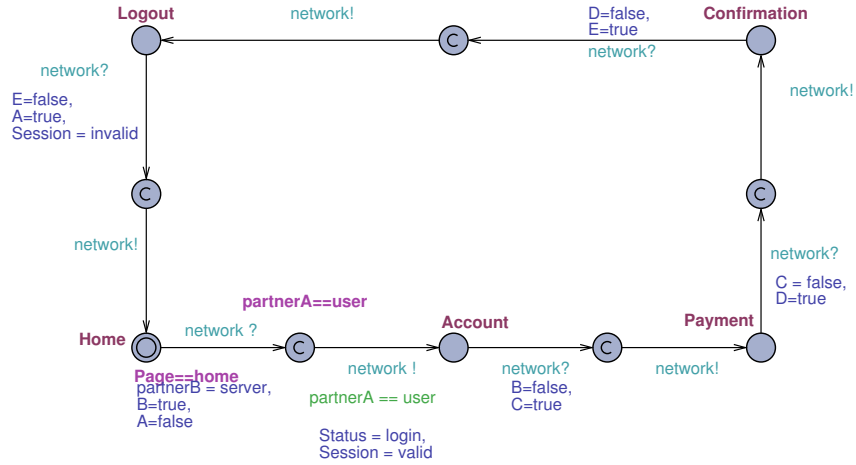 Logout
network!
D=false,
E=true
Confirmation
C
network?
network?
network!
E=false,
A=true,
Session = invalid
C
C
network!
network?
C = false,
D=true
partnerA==user
Home
network ?
Account
Payment
C
C
Page==home
network !
network?
network!
partnerB = server,
B=true,
A=false
partnerA == user
B=false,
C=true
Status = login,
Session = valid